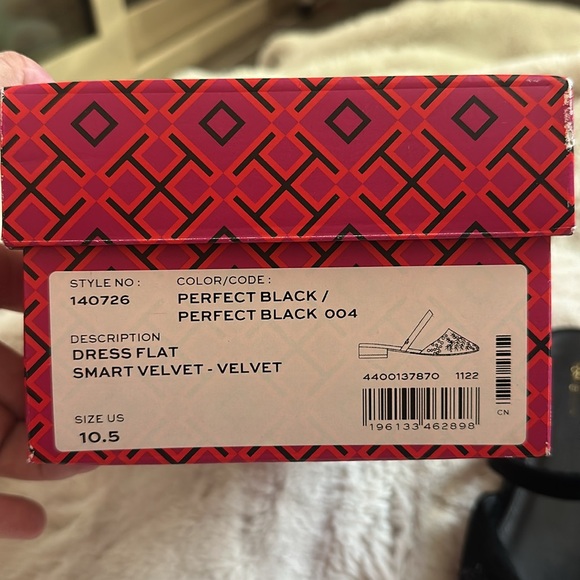 STYLE NO: COLOR/CODE:
140726 PERFECT BLACK /
PERFECT BLACK 004
DESCRIPTION
DRESS FLAT
SMART VELVET - VELVET
4400137870 1122
SIZE US
10.5
196133 462898
CN